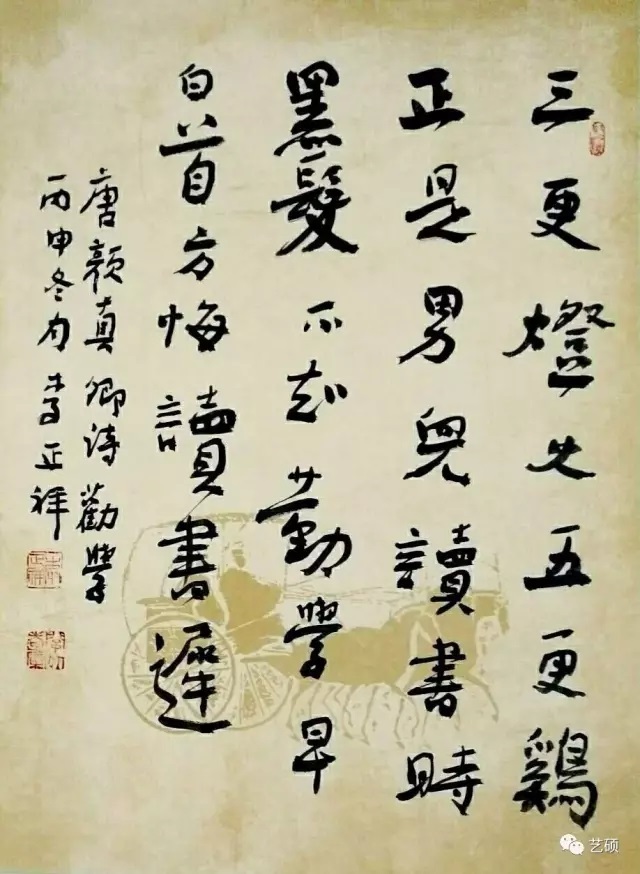 三更燈火五更鷄
正是男兒讀書時
黑髮不知勤學早
白首方悔讀書遲
唐顏真卿詩勸學
丙申冬月李正祥
艺硕